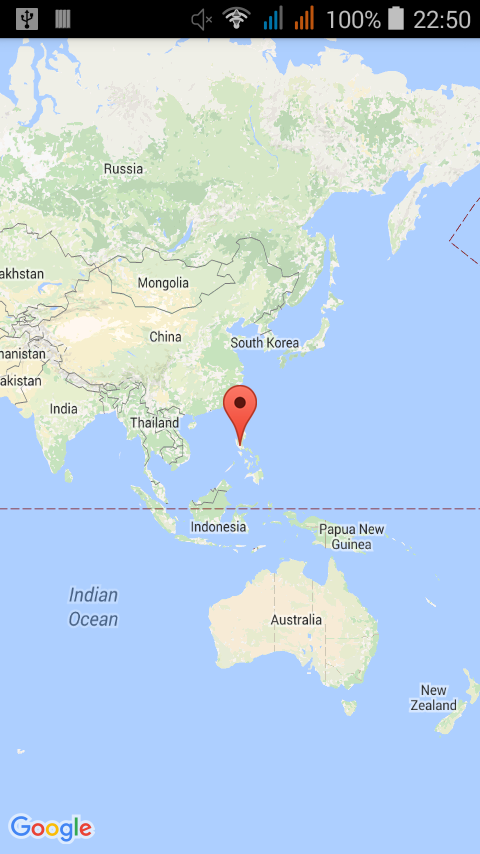 100% 22:50
Russia
akhstan
Mongolia
China
South Korea
hanistan
akistan
India
Thailand
Indonesia
Papua New
Guinea
Indian
Ocean
Australia
New
Zealand
Google